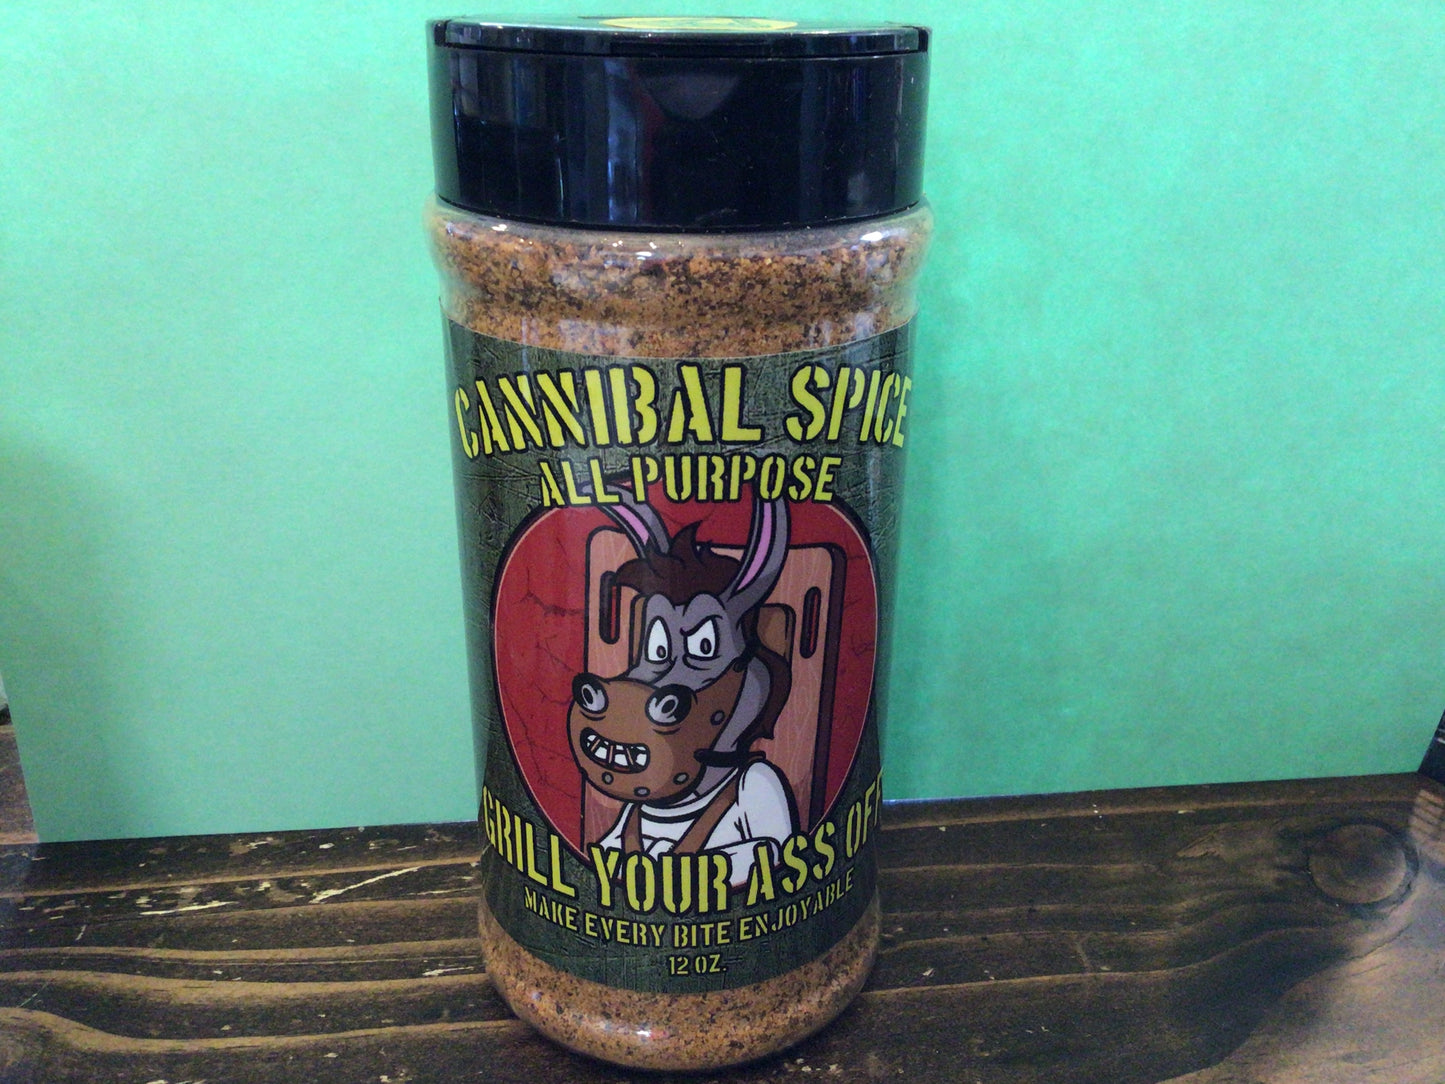 CANNIBAL SPICE
ALL PURPOSE
GRILL YOUR ASS OFF
MAKE EVERY BITE ENJOYABLE
12 OZ.